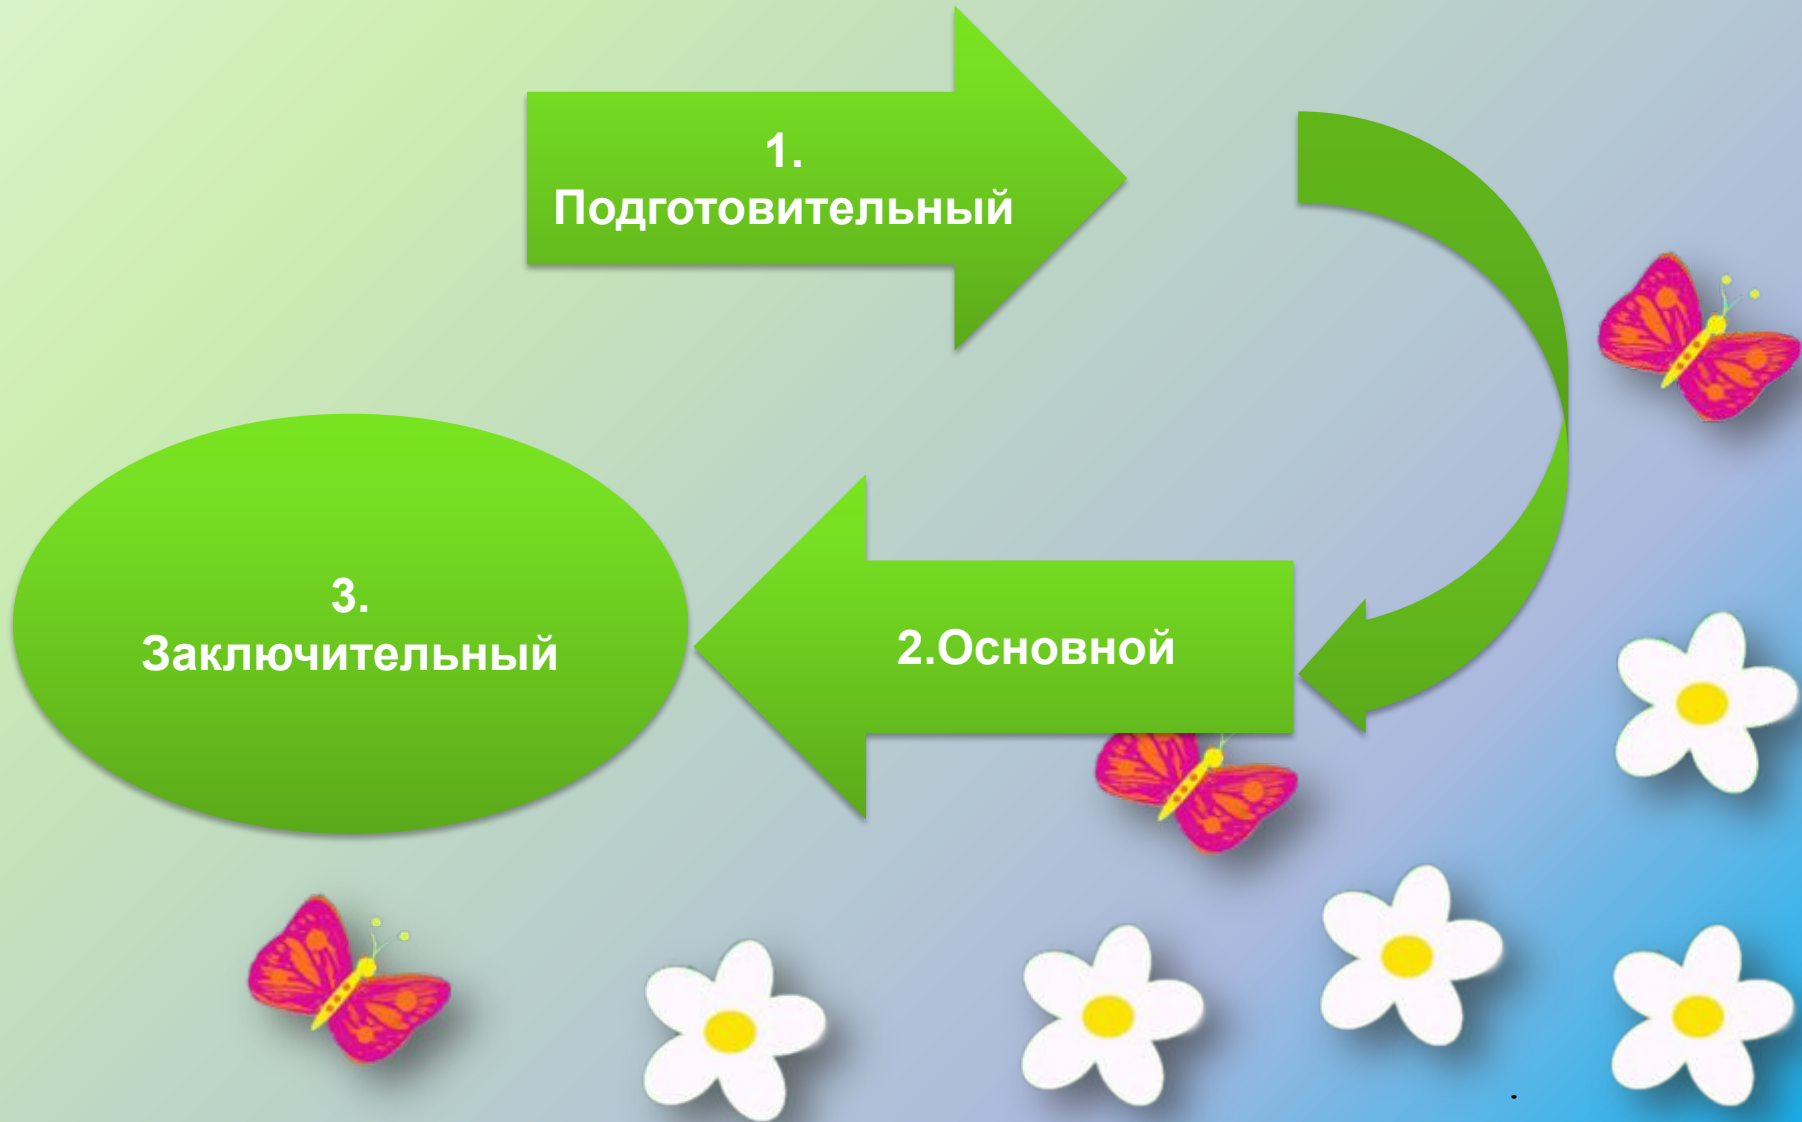 1.
Подготовительный
3.
Заключительный
2.Основной
.